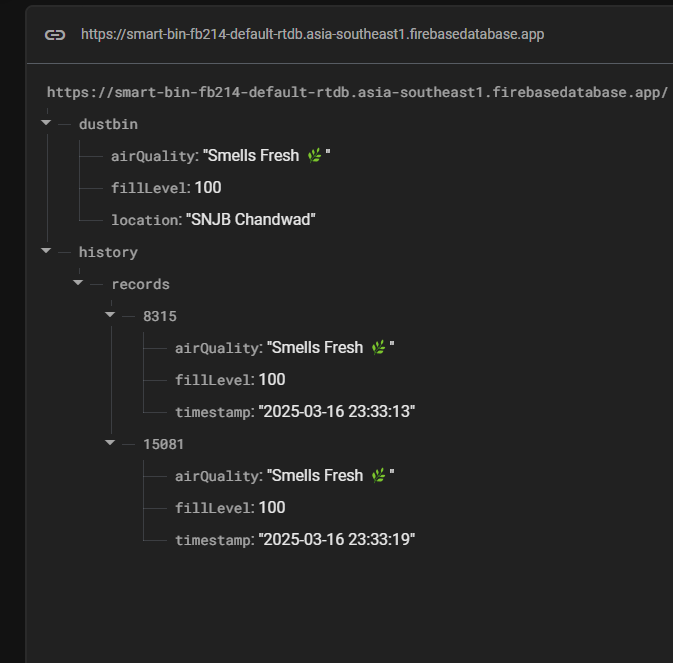 https://smart-bin-fb214-default-rtdb.asia-southeast1.firebasedatabase.app
https://smart-bin-fb214-default-rtdb.asia-southeast1.firebasedatabase.app/
dustbin
airQuality: "Smells Fresh 🌿"
fillLevel: 100
location: "SNJB Chandwad"
history
records
8315
airQuality: "Smells Fresh 🌿"
fillLevel: 100
timestamp: "2025-03-16 23:33:13"
15081
airQuality: "Smells Fresh 🌿"
fillLevel: 100
timestamp: "2025-03-16 23:33:19"